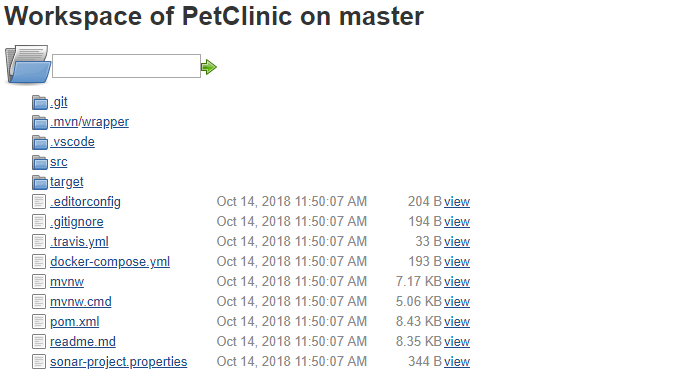 Workspace of PetClinic on master
.git
.mvn/wrapper
.vscode
src
target
.editorconfig Oct 14, 2018 11:50:07 AM 204 B view
.gitignore Oct 14, 2018 11:50:07 AM 194 B view
.travis.yml Oct 14, 2018 11:50:07 AM 33 B view
docker-compose.yml Oct 14, 2018 11:50:07 AM 193 B view
mvnw Oct 14, 2018 11:50:07 AM 7.17 KB view
mvnw.cmd Oct 14, 2018 11:50:07 AM 5.06 KB view
pom.xml Oct 14, 2018 11:50:07 AM 8.43 KB view
readme.md Oct 14, 2018 11:50:07 AM 8.35 KB view
sonar-project.properties Oct 14, 2018 11:50:07 AM 344 B view